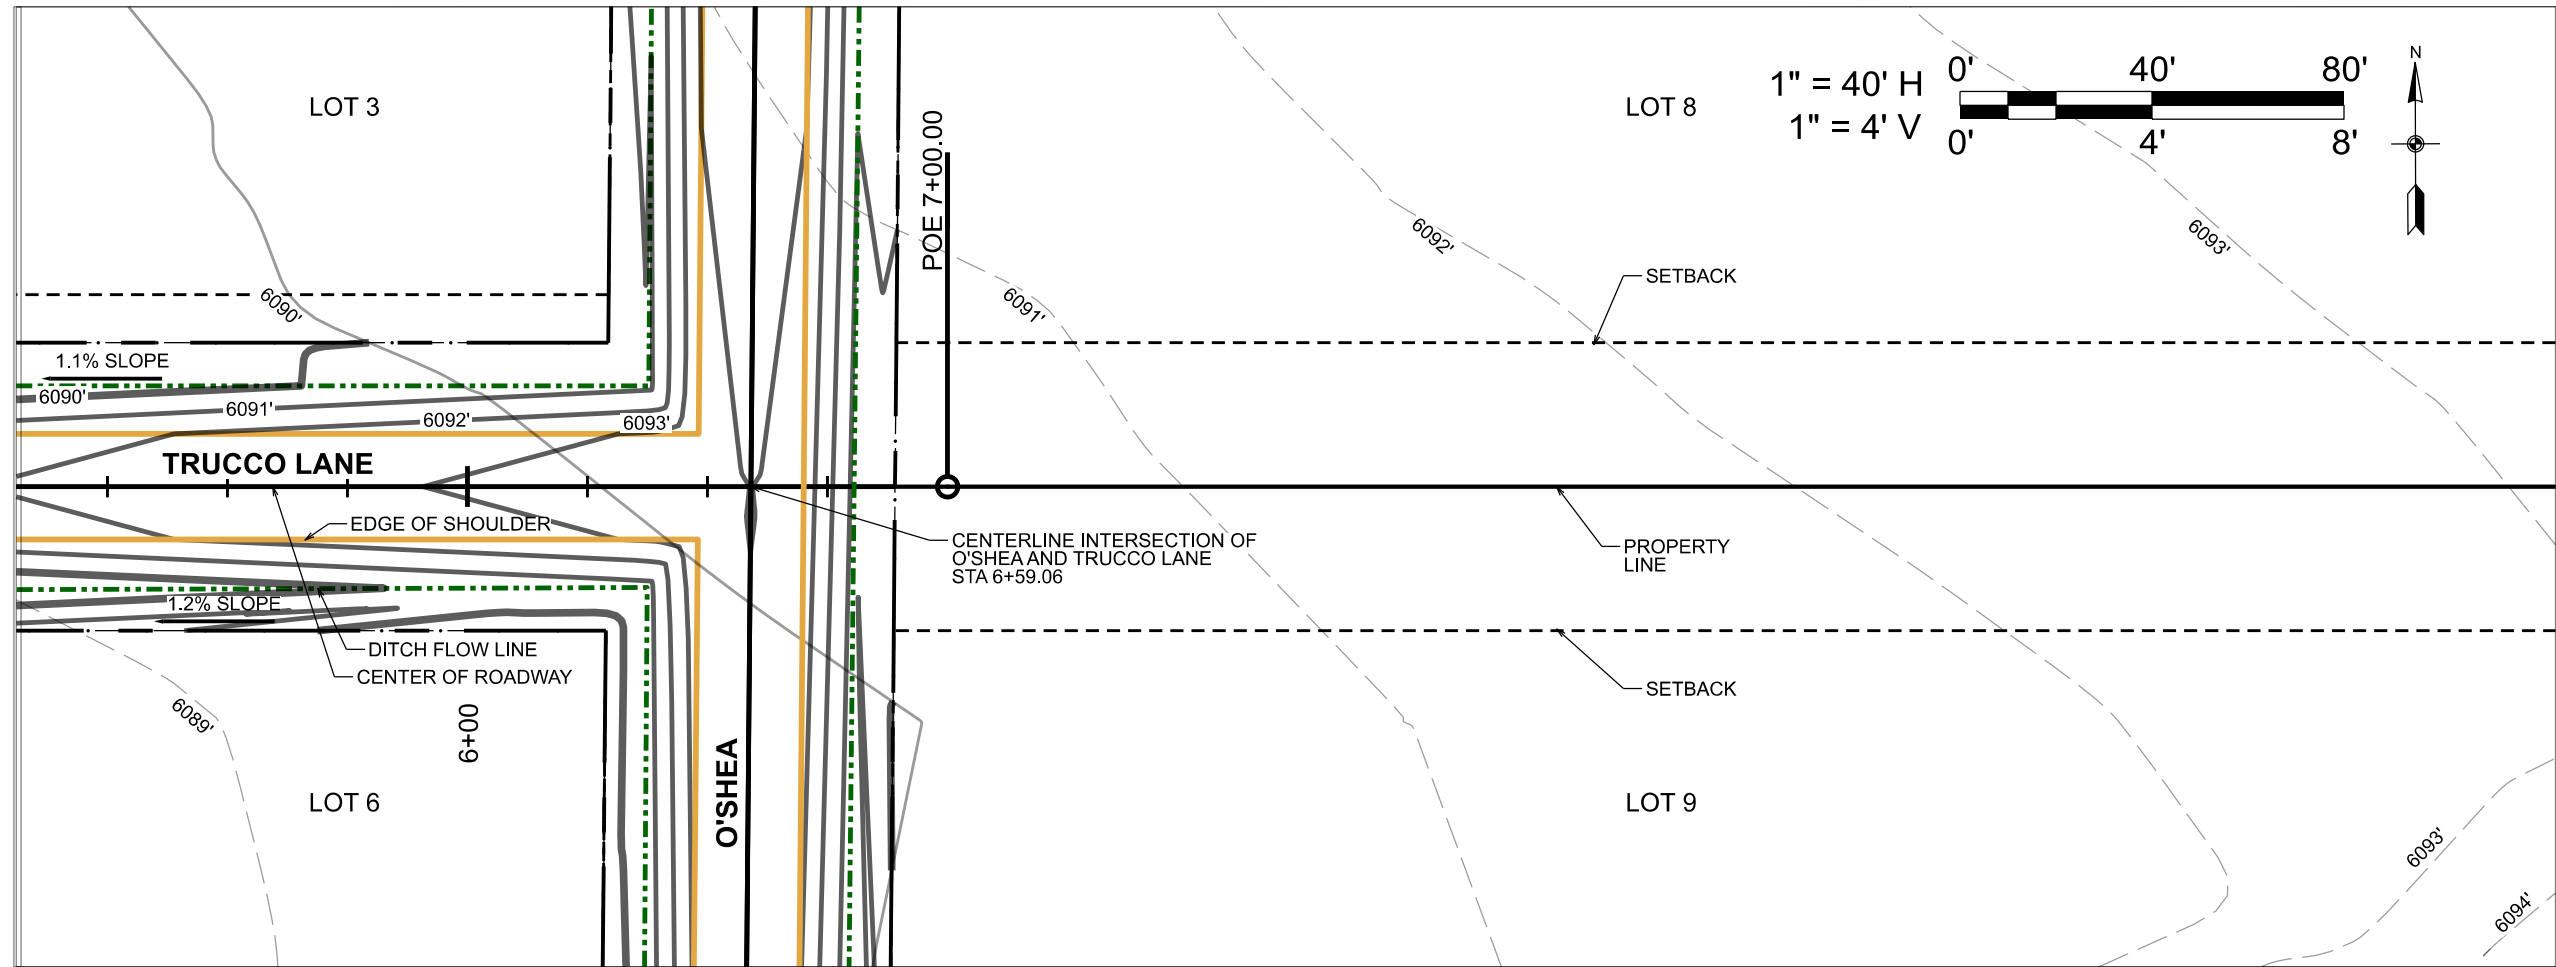 LOT 3
LOT 8
1" = 40' H
0'
40'
80'
1" = 4' V
0'
4'
8'
N
POE 7+00.00
6092'
6093'
SETBACK
6090'
6091'
1.1% SLOPE
6090'
6091'
6092'
6093'
TRUCCO LANE
EDGE OF SHOULDER
CENTERLINE INTERSECTION OF
O'SHEA AND TRUCCO LANE
STA 6+59.06
PROPERTY
LINE
1.2% SLOPE
DITCH FLOW LINE
CENTER OF ROADWAY
SETBACK
6089'
6+00
O'SHEA
LOT 6
LOT 9
6093'
6094'